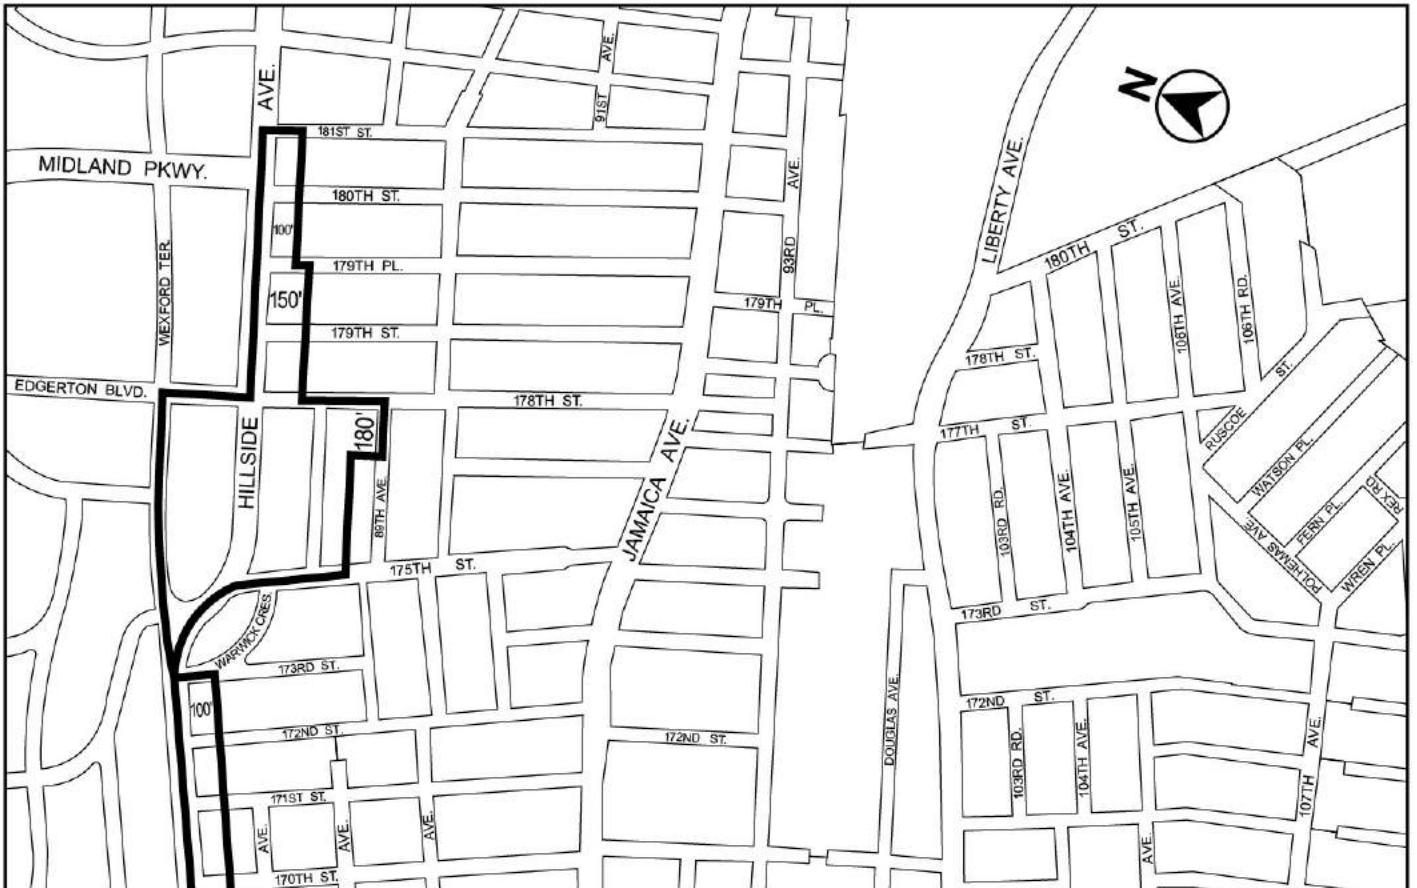 AVE.
91ST AVE.
N
181ST ST.
MIDLAND PKWY.
180TH ST.
93RD AVE.
LIBERTY AVE.
100'
WEXFORD TER.
179TH PL.
180TH ST.
150'
106TH AVE.
106TH RD.
179TH PL.
179TH ST.
178TH ST.
EDGERTON BLVD.
178TH ST.
HILLSIDE
180'
177TH ST.
RUSCOE ST.
JAMAICA AVE.
WATSON PL.
89TH AVE.
103RD RD.
104TH AVE.
105TH AVE.
FERN PL.
REX RD.
POLHEMAS AVE.
WREN PL.
175TH ST.
WARWICK CRES.
173RD ST.
173RD ST.
100'
172ND ST.
172ND ST.
172ND ST.
DOUGLAS AVE.
103RD RD.
104TH AVE.
107TH AVE.
171ST ST.
AVE.
AVE.
AVE.
AVE.
170TH ST.